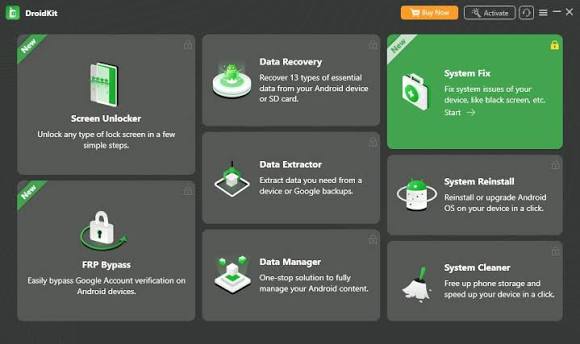 DroidKit
Buy Now
Activate
New
Screen Unlocker
Unlock any type of lock screen in a few
simple steps.
Data Recovery
Recover 13 types of essential
data from your Android device
or SD card.
New
System Fix
Fix system issues of your
device, like black screen, etc.
Start
Data Extractor
Extract data you need from a
device or Google backups.
System Reinstall
Reinstall or upgrade Android
OS on your device in a click.
New
FRP Bypass
Easily bypass Google Account verification on
Android devices.
Data Manager
One-stop solution to fully
manage your Android content.
System Cleaner
Free up phone storage and
speed up your device in a click.